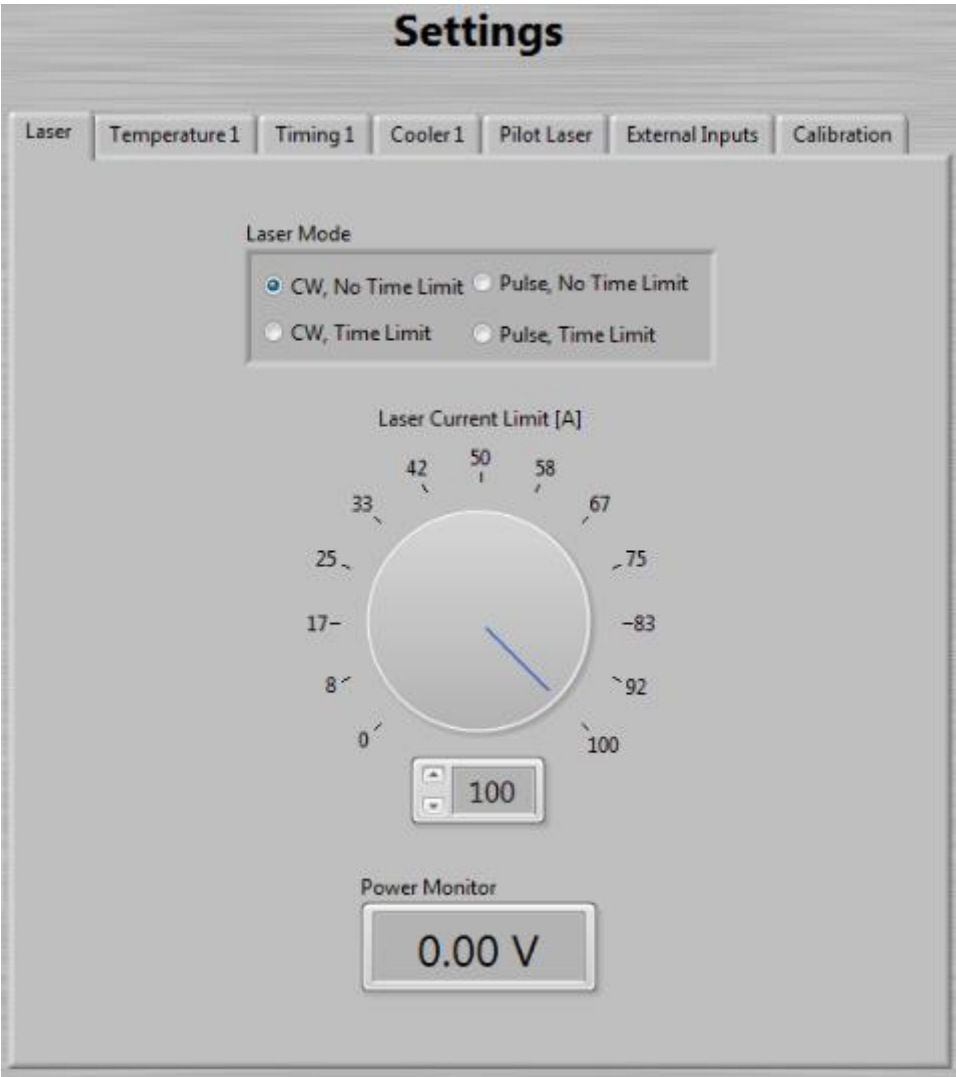 Settings
Laser Temperature 1 Timing 1 Cooler 1 Pilot Laser External Inputs Calibration
Laser Mode
CW, No Time Limit Pulse, No Time Limit
CW, Time Limit Pulse, Time Limit
Laser Current Limit [A]
50
42 58
33 67
25 75
17 83
8 92
0 100
100
Power Monitor
0.00 V